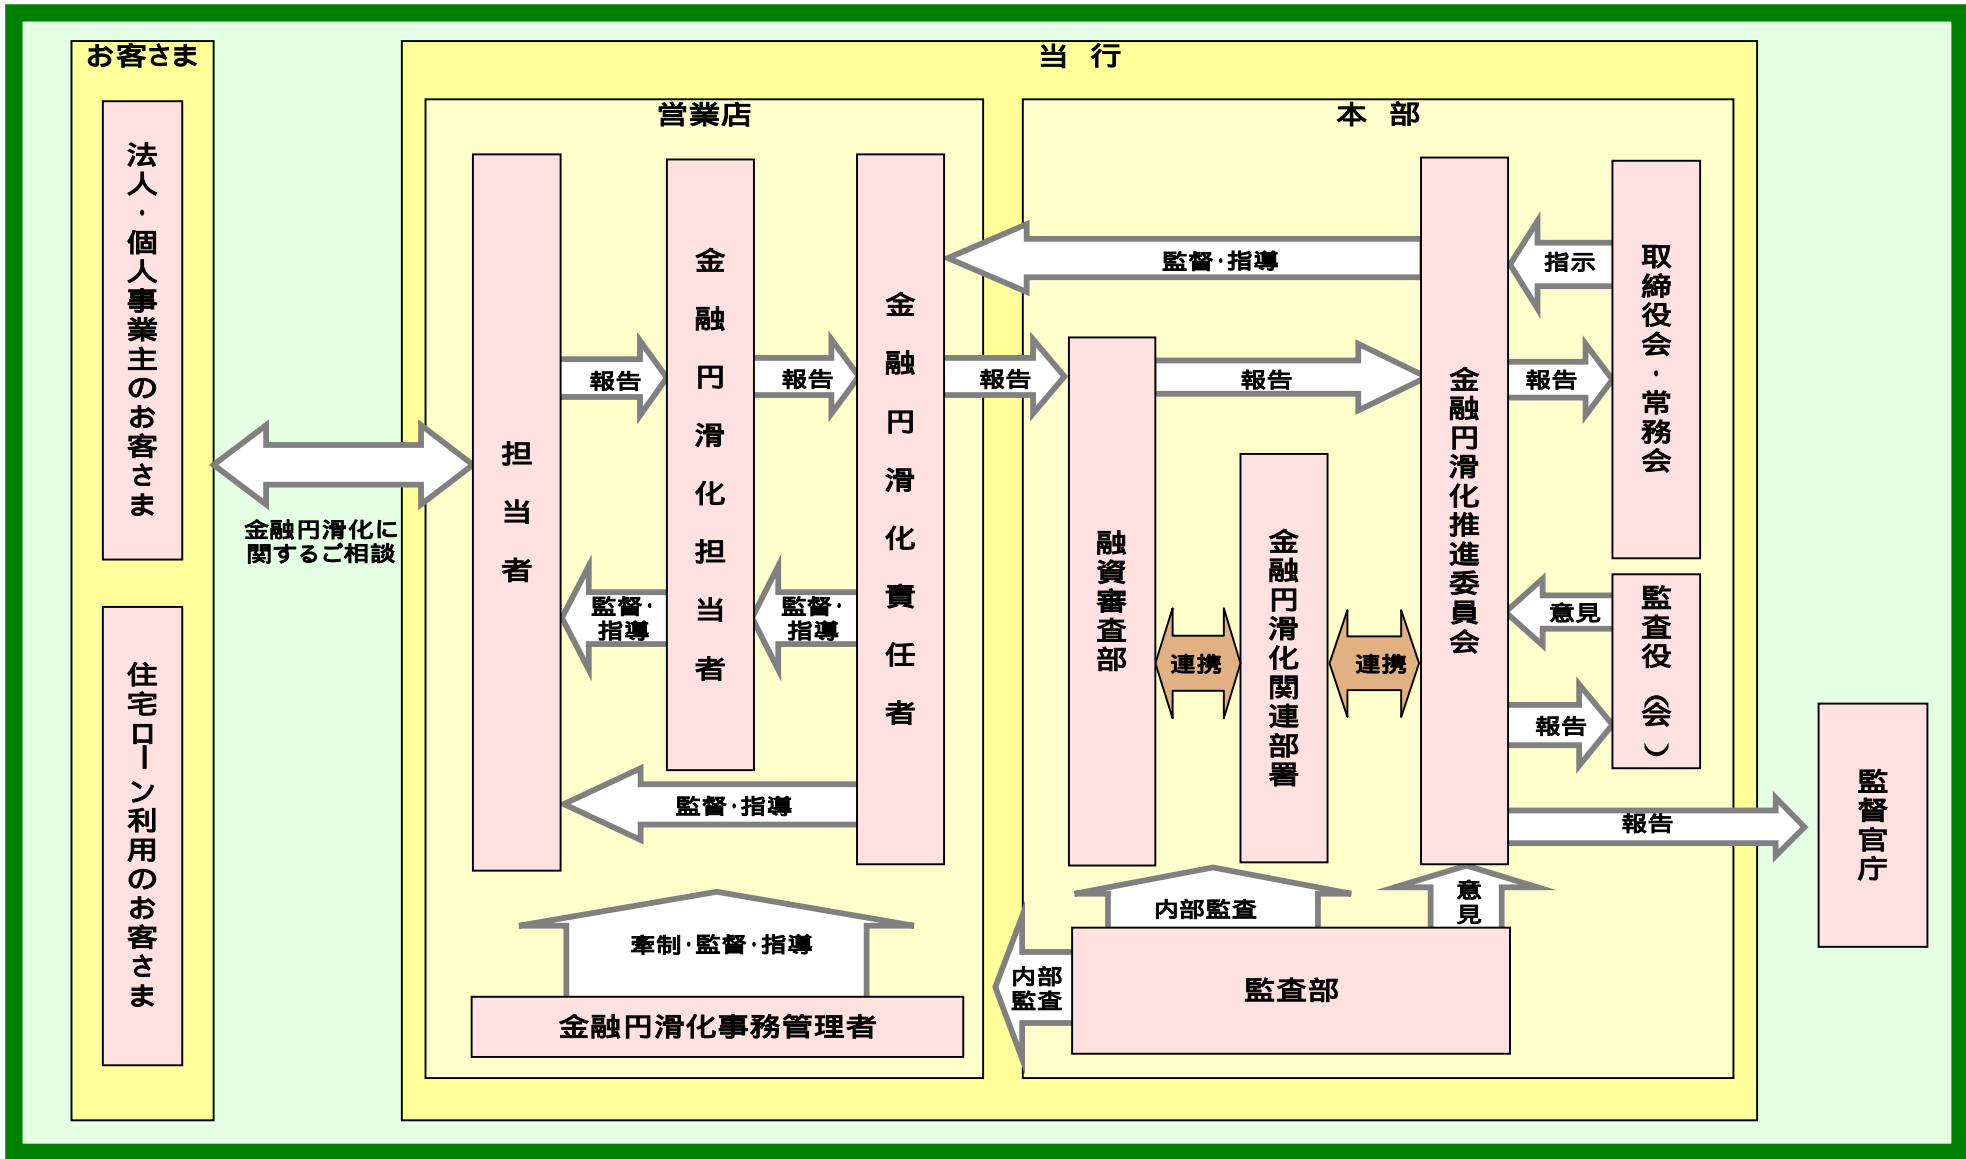 お客さま
法人・個人事業主のお客さま
住宅ローン利用のお客さま
金融円滑化に
関するご相談
当 行
営業店
担当者
報告
監督・
指導
金融円滑化担当者
報告
監督・
指導
金融円滑化責任者
監督・指導
牽制・監督・指導
金融円滑化事務管理者
本 部
監督・指導
報告
融資審査部
報告
連携
金融円滑化関連部署
連携
金融円滑化推進委員会
指示
報告
取締役会・常務会
意見
報告
監査役(会)
報告
内部監査
意
見
内部
監査
監査部
監督官庁